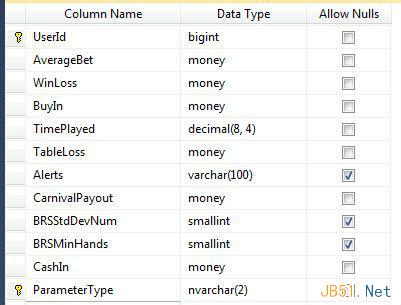 Column Name Data Type Allow Nulls
UserId bigint
AverageBet money
WinLoss money
BuyIn money
TimePlayed decimal(8, 4)
TableLoss money
Alerts varchar(100)
CarnivalPayout money
BRSStdDevNum smallint
BRSMinHands smallint
CashIn money
ParameterType nvarchar(2)
JB51.Net